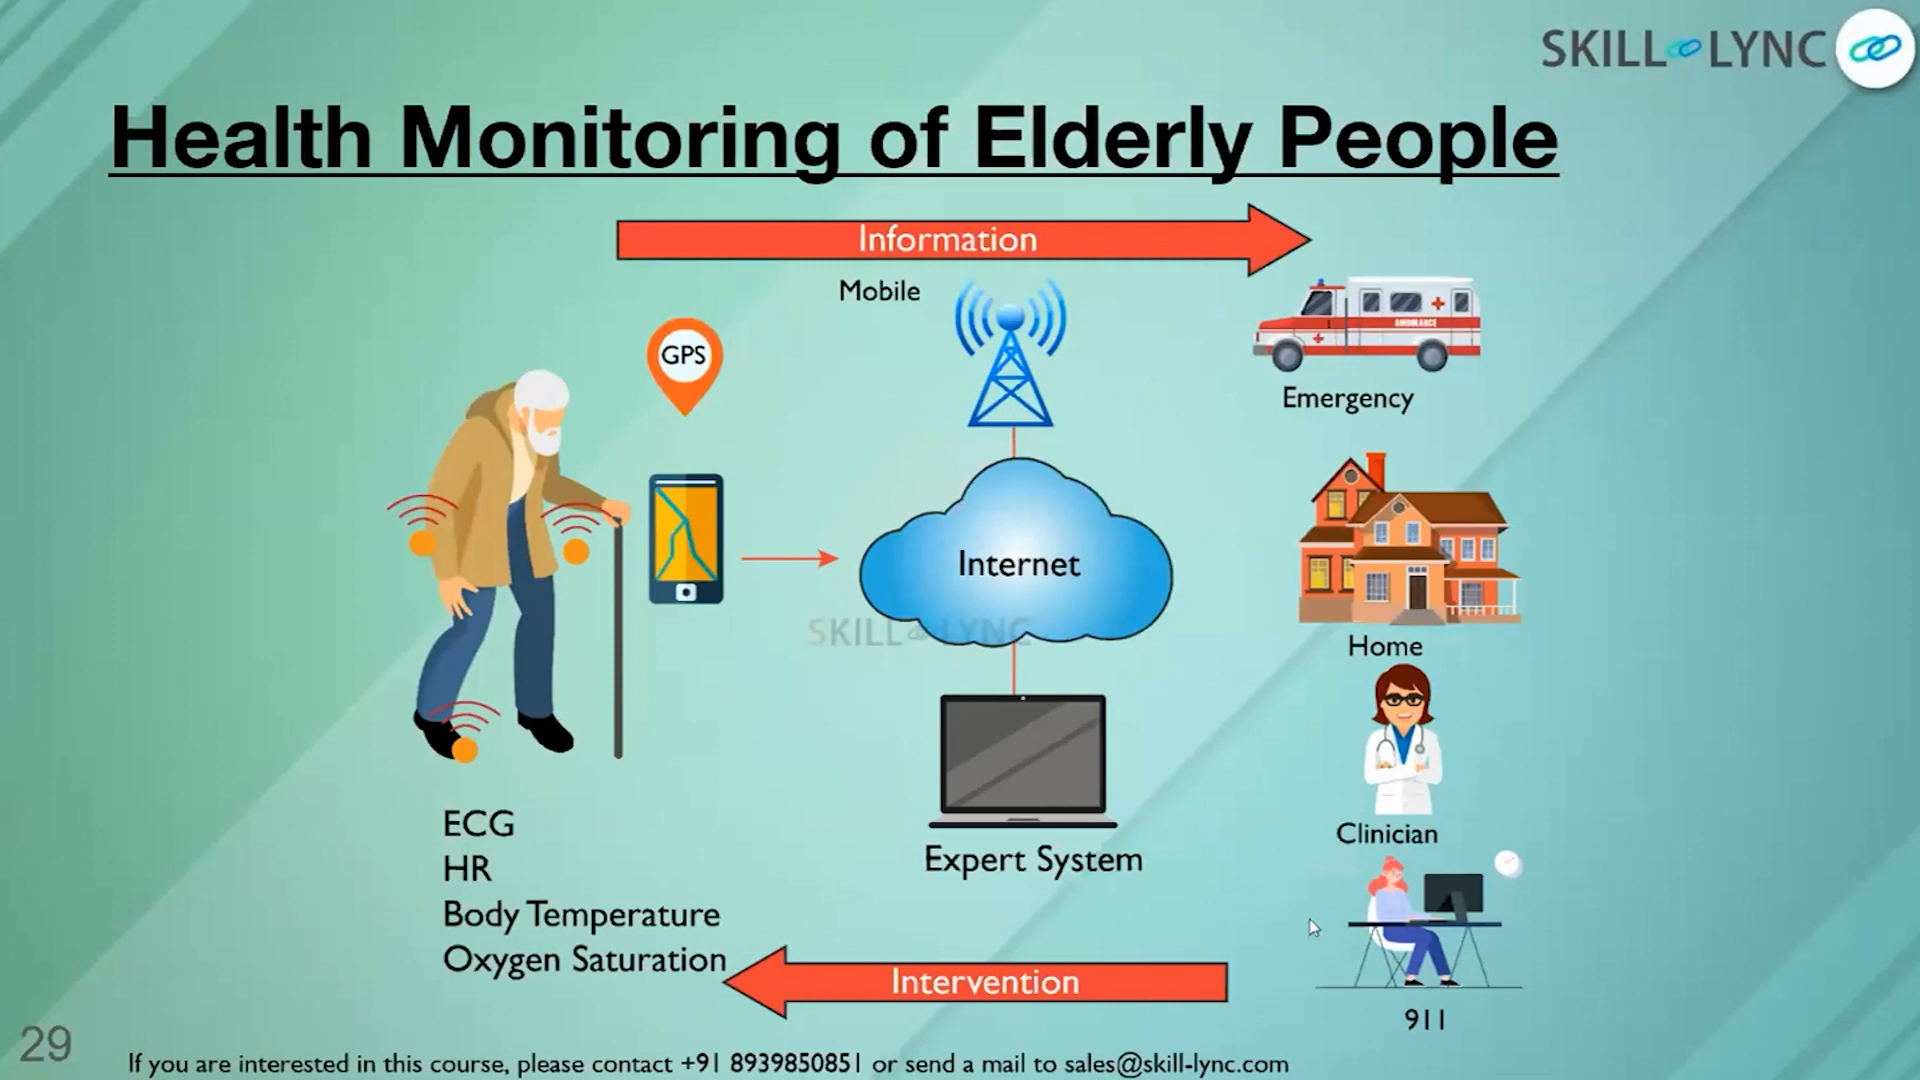 SKILL LYNC
Health Monitoring of Elderly People
Information
Mobile
GPS
AMBULANCE
Emergency
Internet
SKILL LYNC
Home
Clinician
Expert System
ECG
HR
Body Temperature
Oxygen Saturation
Intervention
911
29
If you are interested in this course, please contact +91 8939850851 or send a mail to sales@skill-lync.com